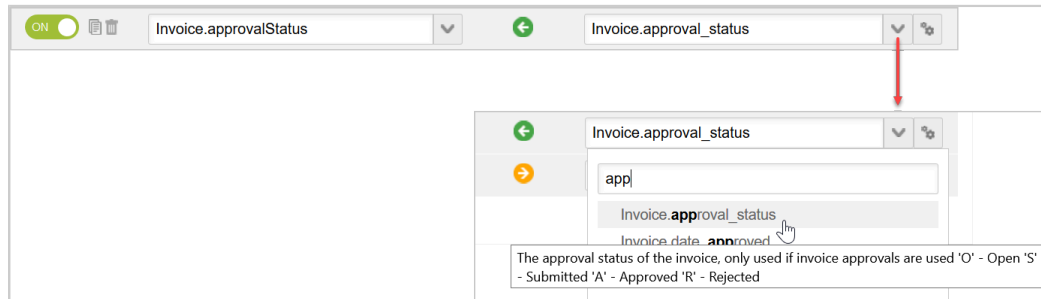 ON Invoice.approvalStatus Invoice.approval_status
Invoice.approval_status
app
Invoice.approval_status
Invoice.date_approved
The approval status of the invoice, only used if invoice approvals are used 'O' - Open 'S'
- Submitted 'A' - Approved 'R' - Rejected